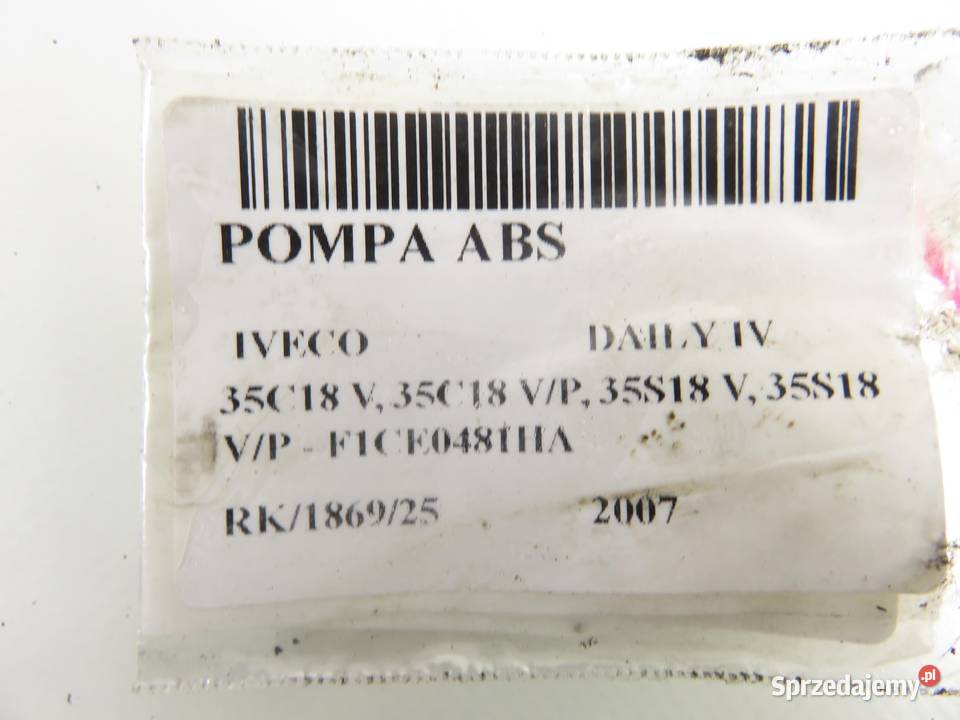 POMPA ABS
IVECO DAILY IV
35C18 V, 35C18 V/P, 35S18 V, 35S18
V/P - F1CE0481HA
RK/1869/25 2007
Sprzedajemy.pl